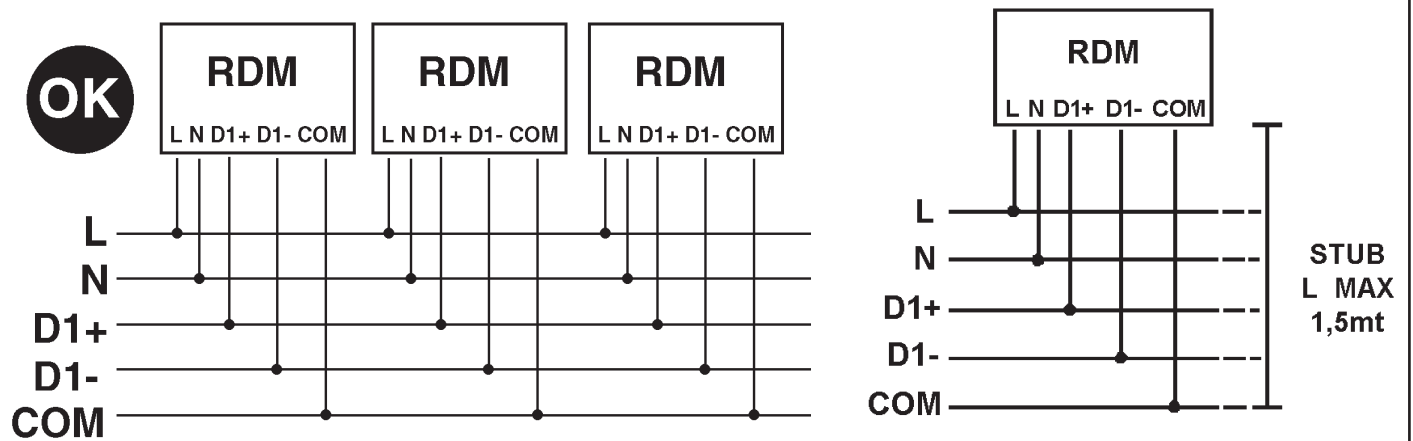 OK
RDM
L N D1+ D1- COM
RDM
L N D1+ D1- COM
RDM
L N D1+ D1- COM
L
N
D1+
D1-
COM
RDM
L N D1+ D1- COM
L
N
D1+
D1-
COM
STUB
L MAX
1,5mt